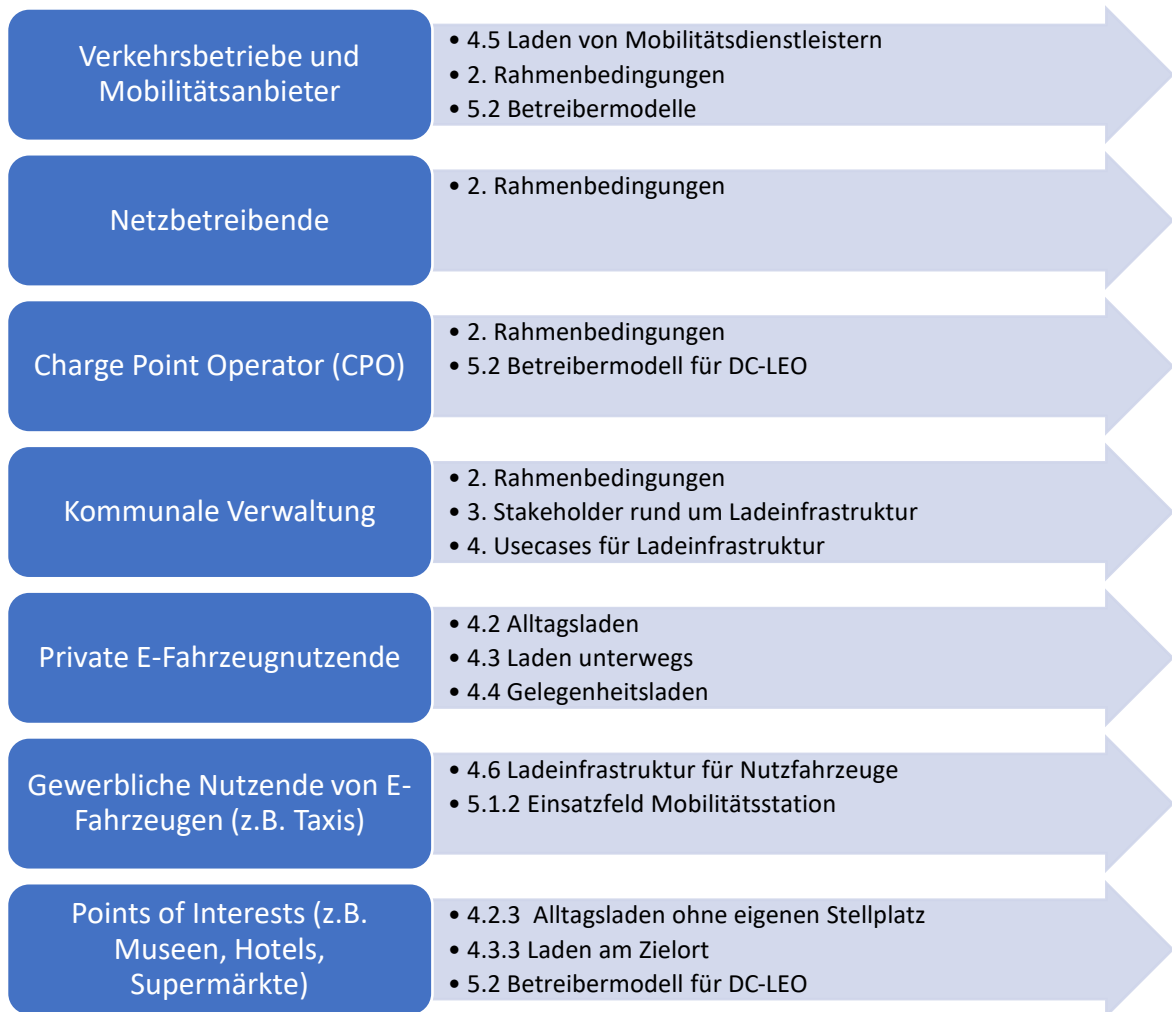 Verkehrsbetriebe und
Mobilitätsanbieter
• 4.5 Laden von Mobilitätsdienstleistern
• 2. Rahmenbedingungen
• 5.2 Betreibermodelle
Netzbetreibende
• 2. Rahmenbedingungen
Charge Point Operator (CPO)
• 2. Rahmenbedingungen
• 5.2 Betreibermodell für DC-LEO
Kommunale Verwaltung
• 2. Rahmenbedingungen
• 3. Stakeholder rund um Ladeinfrastruktur
• 4. Usecases für Ladeinfrastruktur
Private E-Fahrzeugnutzende
• 4.2 Alltagsladen
• 4.3 Laden unterwegs
• 4.4 Gelegenheitsladen
Gewerbliche Nutzende von E-
Fahrzeugen (z.B. Taxis)
• 4.6 Ladeinfrastruktur für Nutzfahrzeuge
• 5.1.2 Einsatzfeld Mobilitätsstation
Points of Interests (z.B.
Museen, Hotels,
Supermärkte)
• 4.2.3  Alltagsladen ohne eigenen Stellplatz
• 4.3.3 Laden am Zielort
• 5.2 Betreibermodell für DC-LEO